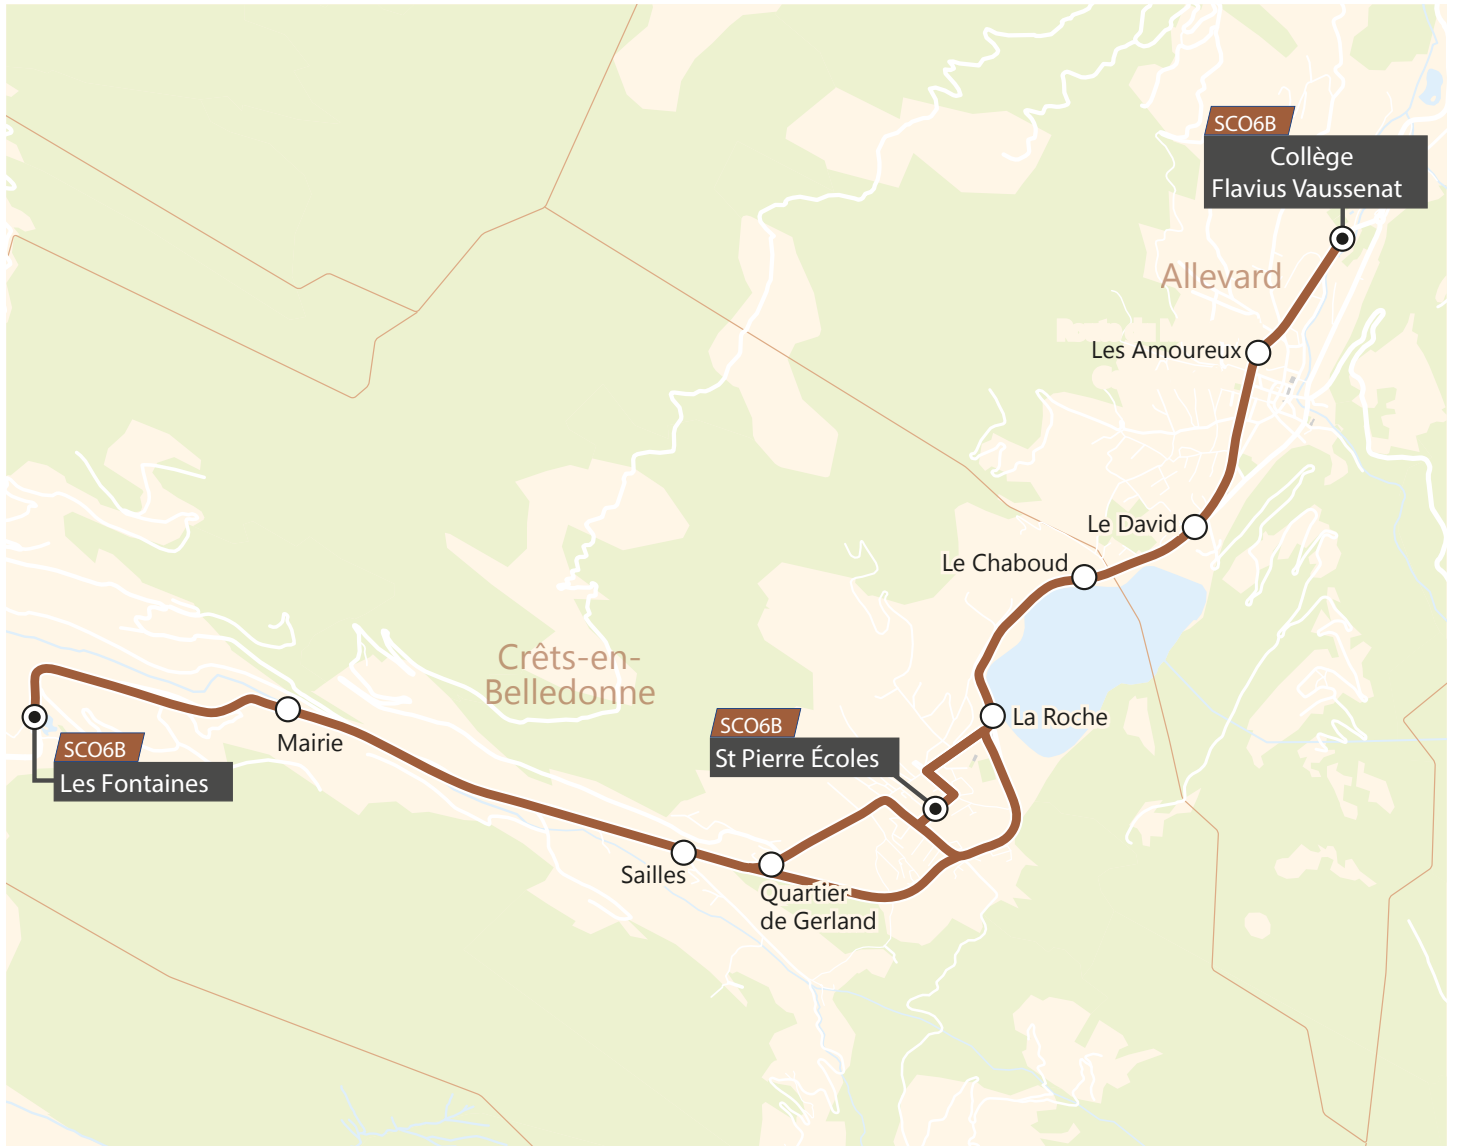 SCO6B
Collège
Flavius Vaussenat
Allevard
Les Amoureux
Le David
Le Chaboud
Crêts-en-
Belledonne
La Roche
SCO6B
St Pierre Écoles
Mairie
SCO6B
Les Fontaines
Sailles
Quartier
de Gerland